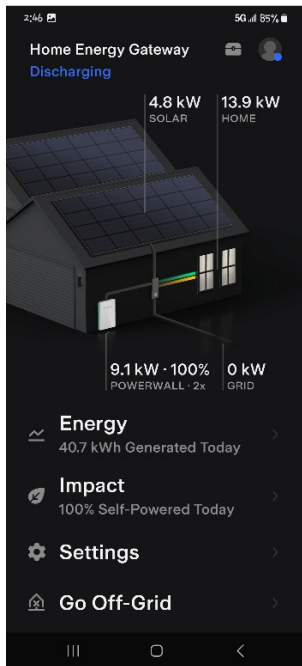 2:46
5G 85%
Home Energy Gateway
Discharging
4.8 kW
SOLAR
13.9 kW
HOME
9.1 kW · 100%
POWERWALL · 2x
0 kW
GRID
Energy
40.7 kWh Generated Today
Impact
100% Self-Powered Today
Settings
Go Off-Grid